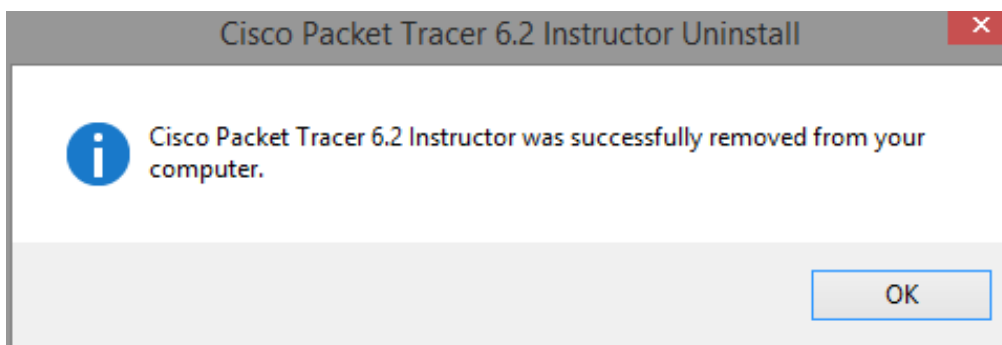 Cisco Packet Tracer 6.2 Instructor Uninstall
Cisco Packet Tracer 6.2 Instructor was successfully removed from your
computer.
OK